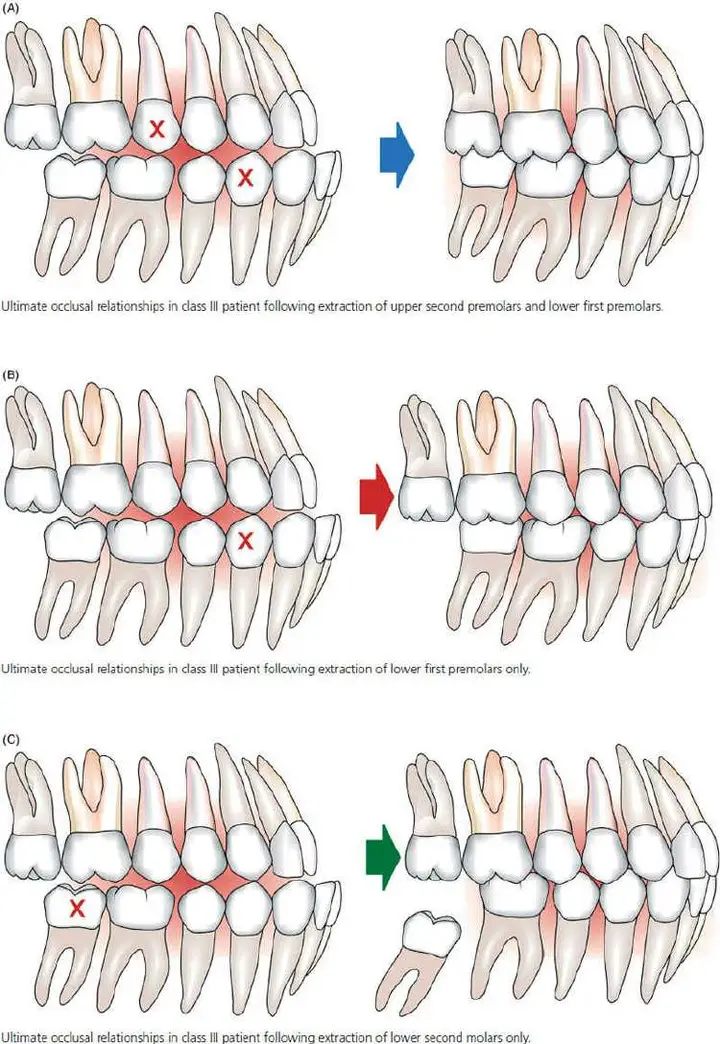 (A)
X
X
Ultimate occlusal relationships in class III patient following extraction of upper second premolars and lower first premolars.
(B)
X
Ultimate occlusal relationships in class III patient following extraction of lower first premolars only.
(C)
X
Ultimate occlusal relationships in class III patient following extraction of lower second molars only.